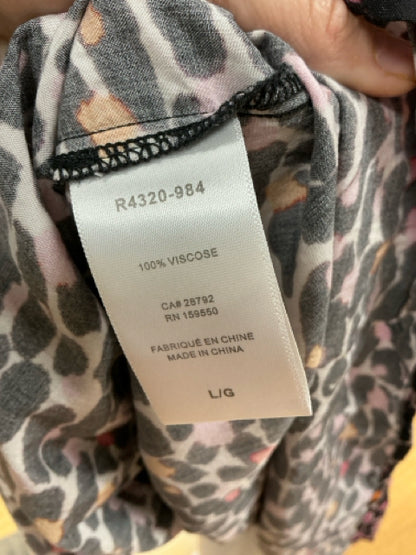 R4320-984
100% VISCOSE
CA# 28792
RN 159550
FABRIQUÉ EN CHINE
MADE IN CHINA
L/G